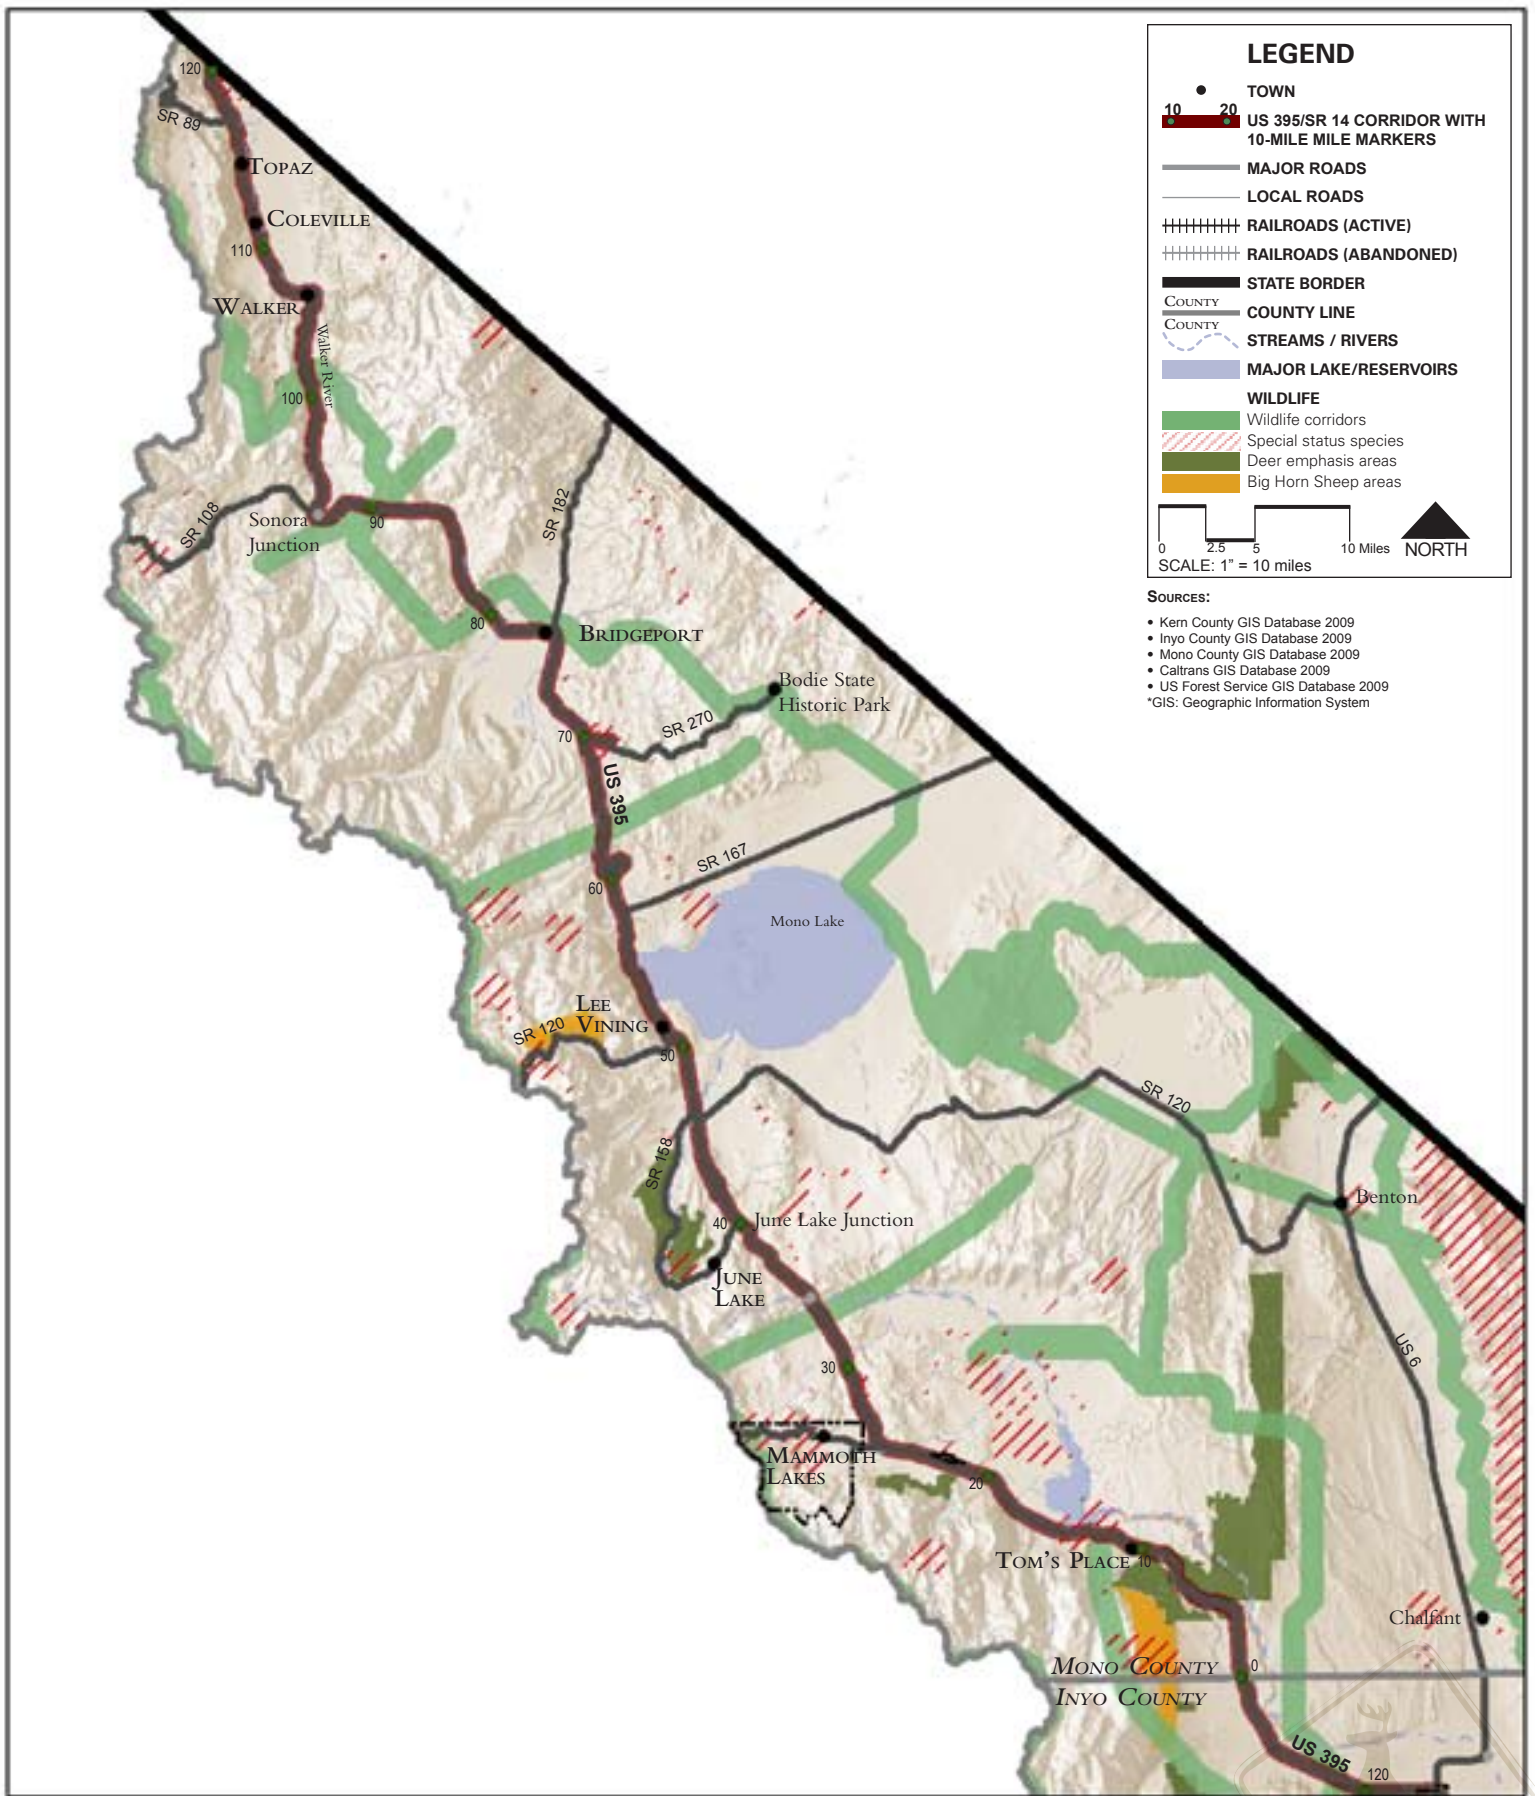 LEGEND
TOWN
10 20
US 395/SR 14 CORRIDOR WITH
10-MILE MILE MARKERS
MAJOR ROADS
LOCAL ROADS
RAILROADS (ACTIVE)
RAILROADS (ABANDONED)
STATE BORDER
COUNTY
COUNTY LINE
COUNTY
STREAMS / RIVERS
MAJOR LAKE/RESERVOIRS
WILDLIFE
Wildlife corridors
Special status species
Deer emphasis areas
Big Horn Sheep areas
0 2.5 5 10 Miles
NORTH
SCALE: 1" = 10 miles
SOURCES:
• Kern County GIS Database 2009
• Inyo County GIS Database 2009
• Mono County GIS Database 2009
• Caltrans GIS Database 2009
• US Forest Service GIS Database 2009
*GIS: Geographic Information System
120
SR 89
TOPAZ
COLEVILLE
110
WALKER
Walker River
100
SR 182
SR 108
Sonora
Junction
90
80
BRIDGEPORT
Bodie State
Historic Park
SR 270
70
US 395
SR 167
60
Mono Lake
LEE
VINING
SR 120
50
SR 120
SR 158
Benton
40
June Lake Junction
JUNE
LAKE
US 6
30
MAMMOTH
LAKES
20
TOM'S PLACE
10
Chalfant
MONO COUNTY
0
INYO COUNTY
US 395
120